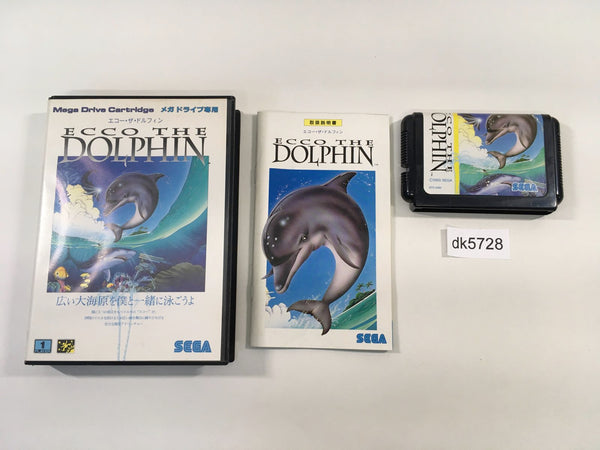 Mega Drive Cartridge メガドライブ専用
エコー・ザ・ドルフィン
ECCO THE
DOLPHIN
広い大海原を僕と一緒に泳ごうよ
1
SEGA
取扱説明書
エコー・ザ・ドルフィン
ECCO THE
DOLPHIN
SEGA
CCO THE
DOLPHIN
SEGA
dk5728